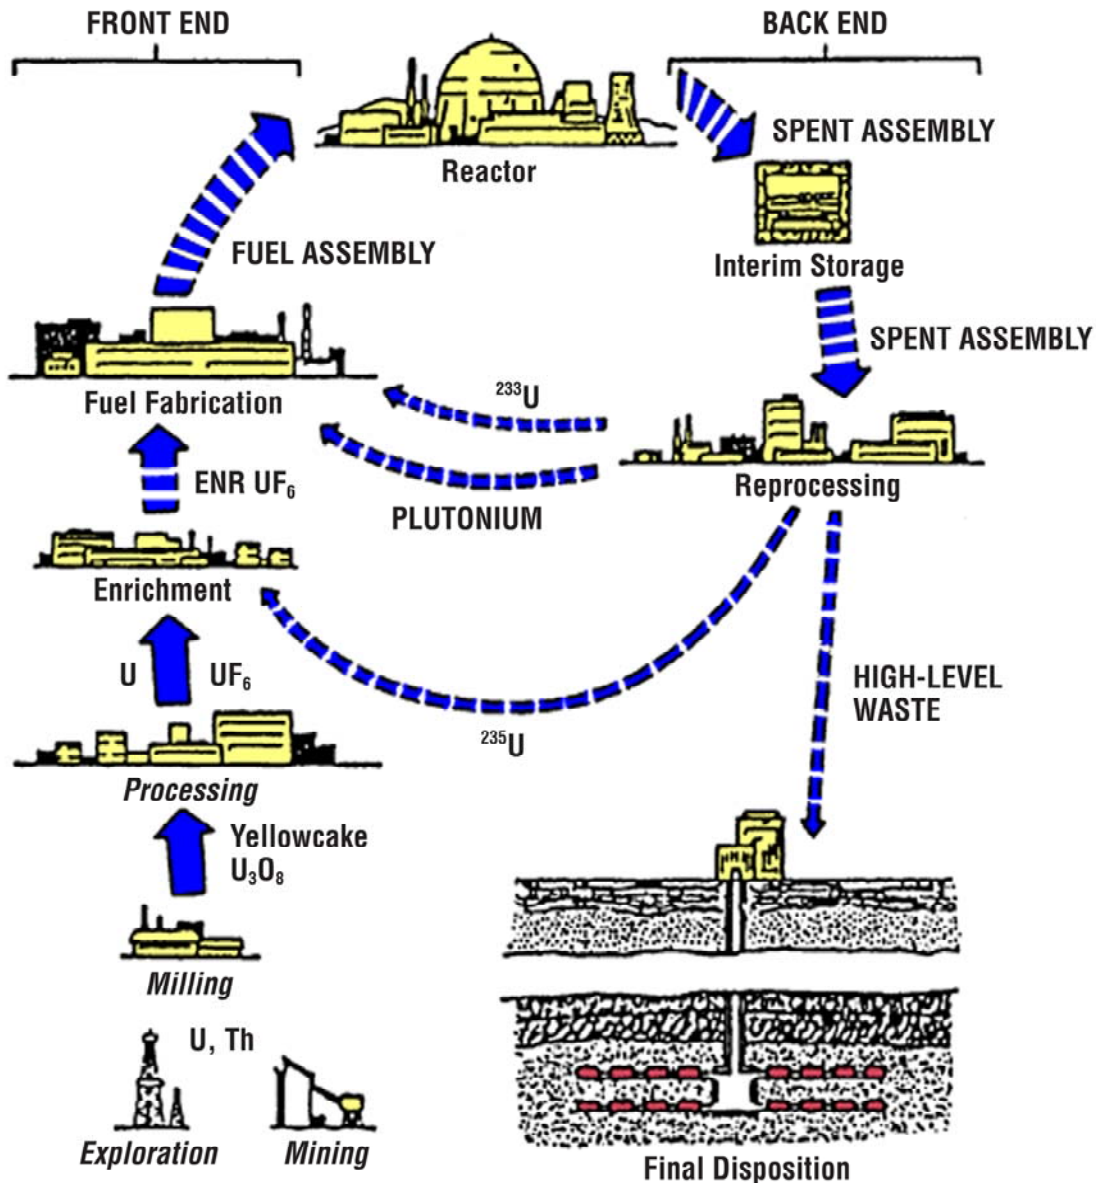 FRONT END
BACK END
SPENT ASSEMBLY
Reactor
FUEL ASSEMBLY
Interim Storage
SPENT ASSEMBLY
²³³U
Fuel Fabrication
ENR UF₆
PLUTONIUM
Reprocessing
Enrichment
U UF₆
HIGH-LEVEL
WASTE
²³⁵U
Processing
Yellowcake
U₃O₈
Milling
U, Th
Exploration
Mining
Final Disposition